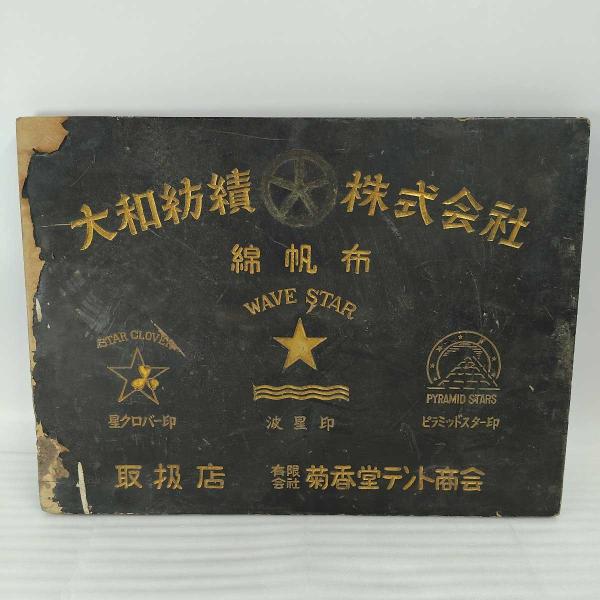 大和紡績 株式会社
綿帆布
WAVE STAR
STAR CLOVER
星クロバー印
波星印
PYRAMID STARS
ピラミッドスター印
取扱店 有限会社 菊香堂テント商会